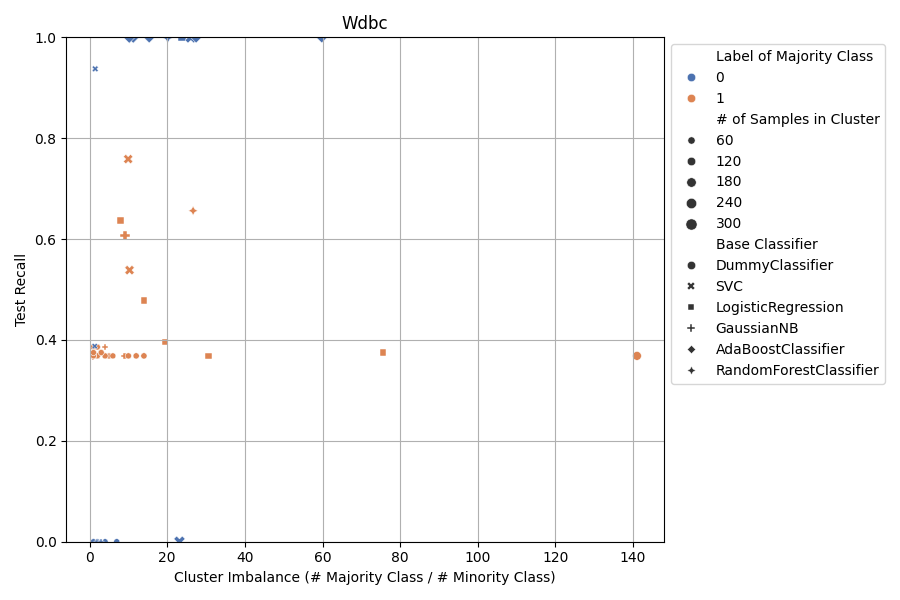 Wdbc
1.0
0.8
0.6
0.4
0.2
0.0
Test Recall
0 20 40 60 80 100 120 140
Cluster Imbalance (# Majority Class / # Minority Class)
Label of Majority Class
0
1
# of Samples in Cluster
60
120
180
240
300
Base Classifier
DummyClassifier
SVC
LogisticRegression
GaussianNB
AdaBoostClassifier
RandomForestClassifier